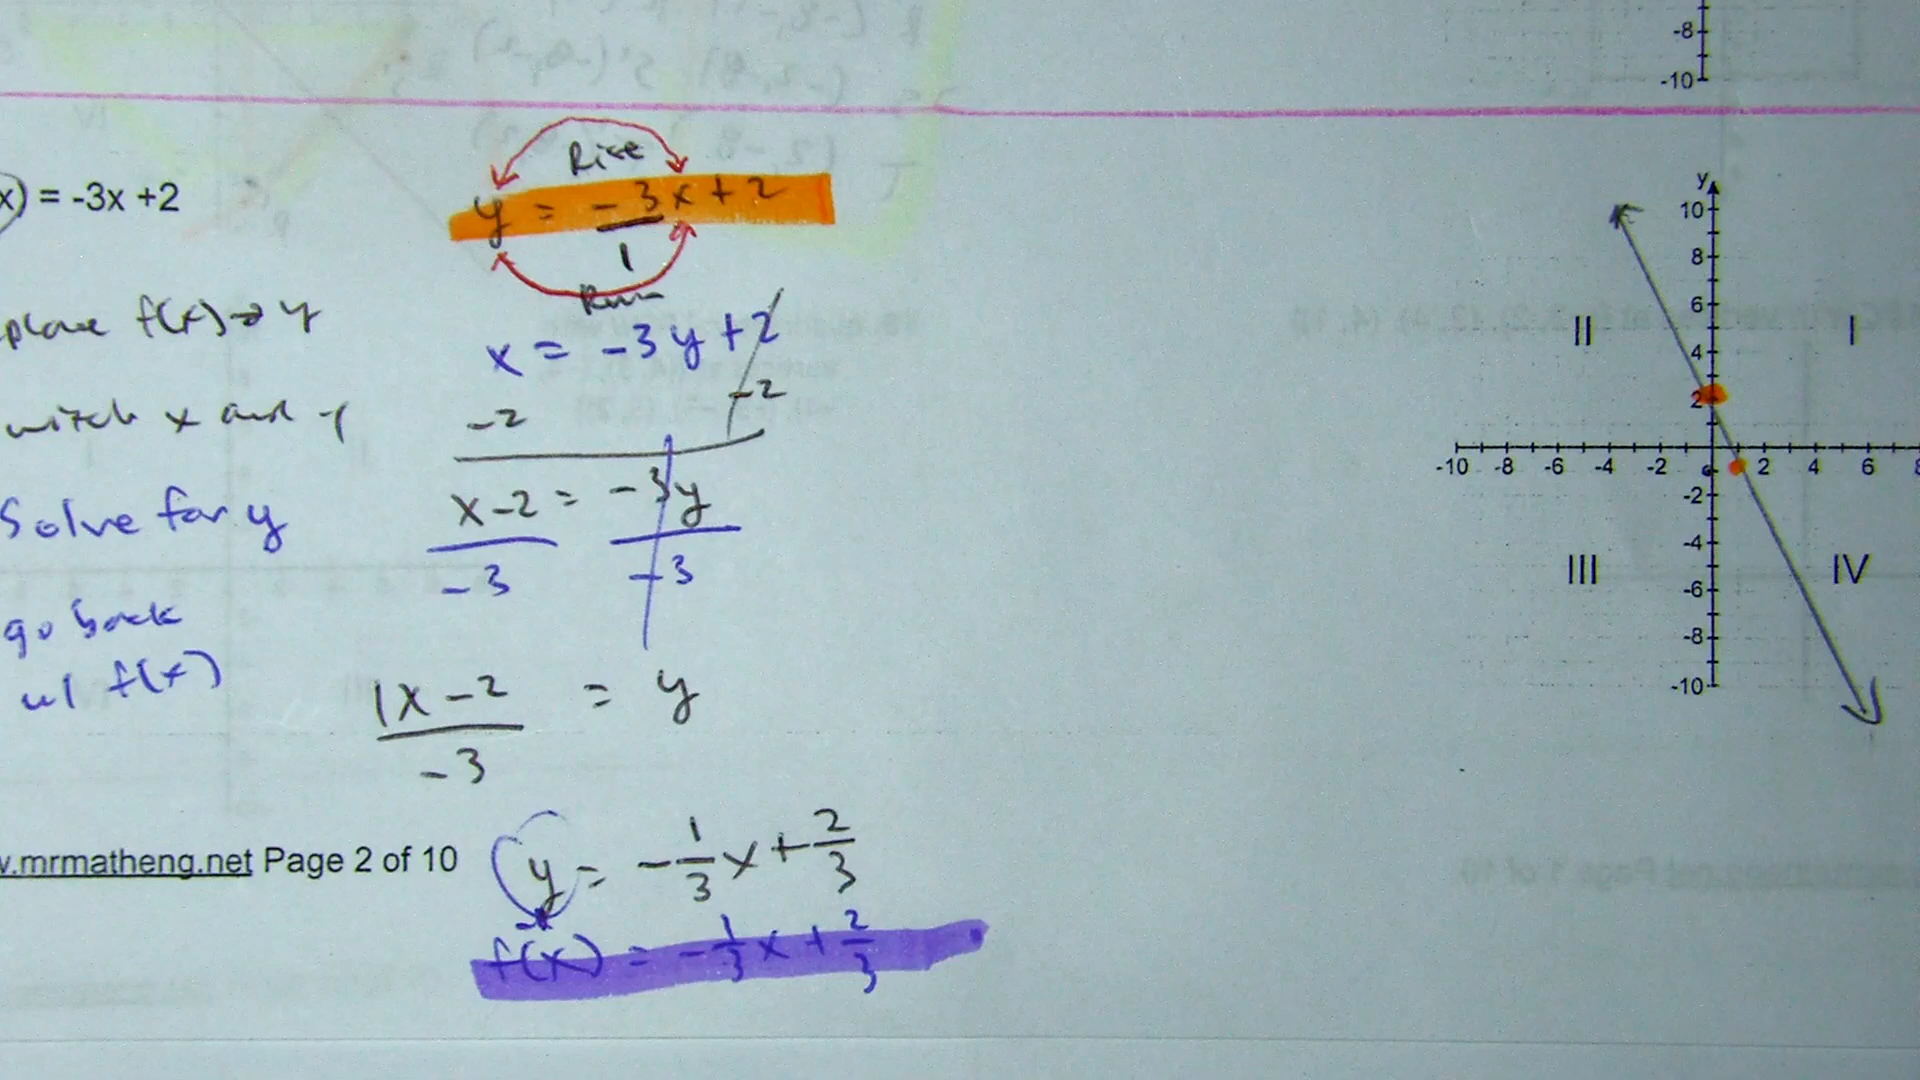 -8
-10
Rise
x) = -3x +2
y = -3x + 2
1
Run
place f(x) → y
x = -3y + 2
-2 -2
witch x and y
Solve for y
x - 2 = -3y
-3 -3
go back
w/ f(x)
1x - 2 = y
-3
y = -1/3 x + 2/3
w.mrmatheng.net Page 2 of 10
f(x) = -1/3 x + 2/3
y
10
8
6
II I
4
2
-10 -8 -6 -4 -2 0 2 4 6 8
-2
-4
III IV
-6
-8
-10